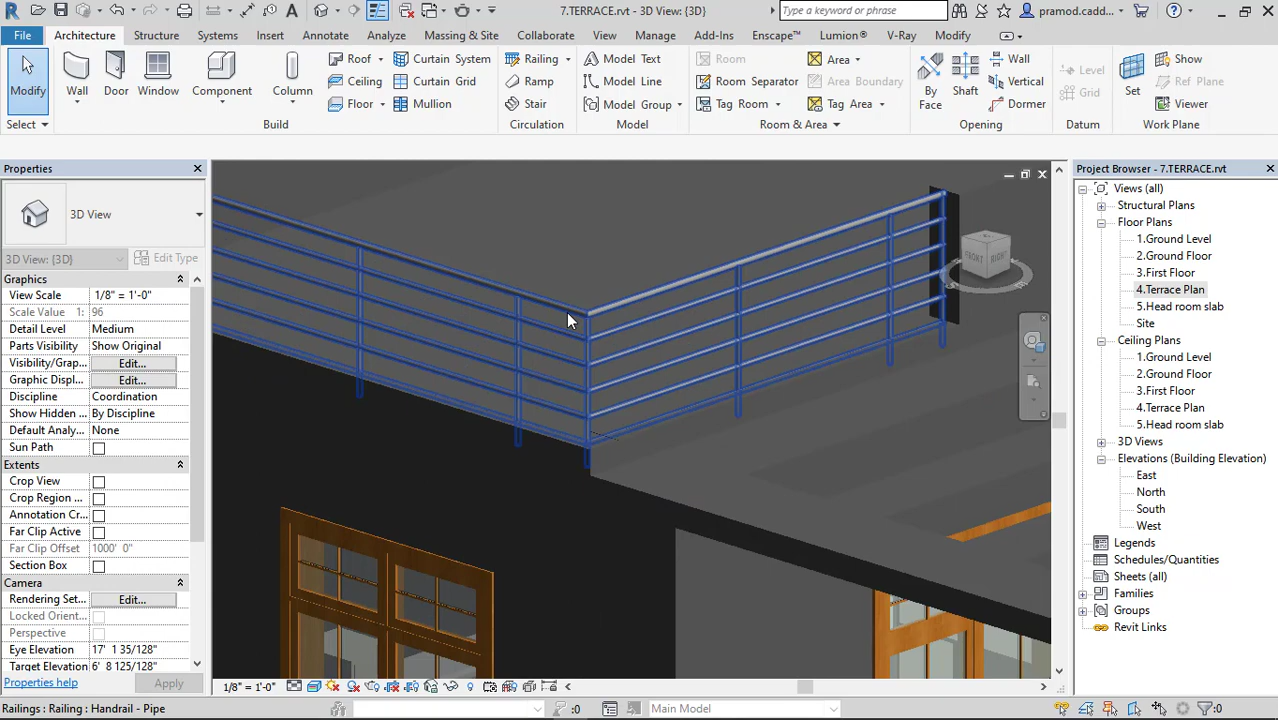 7.TERRACE.rvt - 3D View: {3D}
Type a keyword or phrase
pramod.cadd...
File
Architecture
Structure
Systems
Insert
Annotate
Analyze
Massing & Site
Collaborate
View
Manage
Add-Ins
Enscape™
Lumion®
V-Ray
Modify
Modify
Wall
Door
Window
Component
Column
Roof
Ceiling
Floor
Curtain System
Curtain Grid
Mullion
Railing
Ramp
Stair
Model Text
Model Line
Model Group
Room
Room Separator
Tag Room
Area
Area Boundary
Tag Area
By Face
Shaft
Wall
Vertical
Dormer
Level
Grid
Set
Show
Ref Plane
Viewer
Select
Build
Circulation
Model
Room & Area
Opening
Datum
Work Plane
Properties
3D View
3D View: {3D}
Edit Type
Graphics
View Scale 1/8" = 1'-0"
Scale Value 1: 96
Detail Level Medium
Parts Visibility Show Original
Visibility/Grap... Edit...
Graphic Displ... Edit...
Discipline Coordination
Show Hidden ... By Discipline
Default Analy... None
Sun Path
Extents
Crop View
Crop Region ...
Annotation Cr...
Far Clip Active
Far Clip Offset 1000' 0"
Section Box
Camera
Rendering Set... Edit...
Locked Orient...
Perspective
Eye Elevation 17' 1 35/128"
Target Elevation 6' 8 125/128"
Properties help
Apply
FRONT
RIGHT
1/8" = 1'-0"
Project Browser - 7.TERRACE.rvt
Views (all)
Structural Plans
Floor Plans
1.Ground Level
2.Ground Floor
3.First Floor
4.Terrace Plan
5.Head room slab
Site
Ceiling Plans
1.Ground Level
2.Ground Floor
3.First Floor
4.Terrace Plan
5.Head room slab
3D Views
Elevations (Building Elevation)
East
North
South
West
Legends
Schedules/Quantities
Sheets (all)
Families
Groups
Revit Links
Railings : Railing : Handrail - Pipe
:0
Main Model
:0